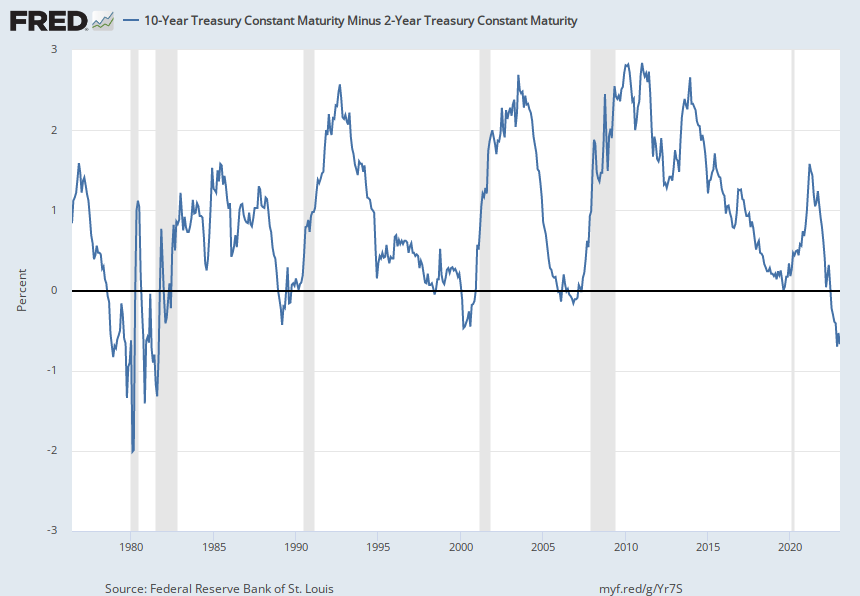 FRED
10-Year Treasury Constant Maturity Minus 2-Year Treasury Constant Maturity
3
2
1
0
-1
-2
-3
Percent
1980 1985 1990 1995 2000 2005 2010 2015 2020
Source: Federal Reserve Bank of St. Louis
myf.red/g/Yr7S